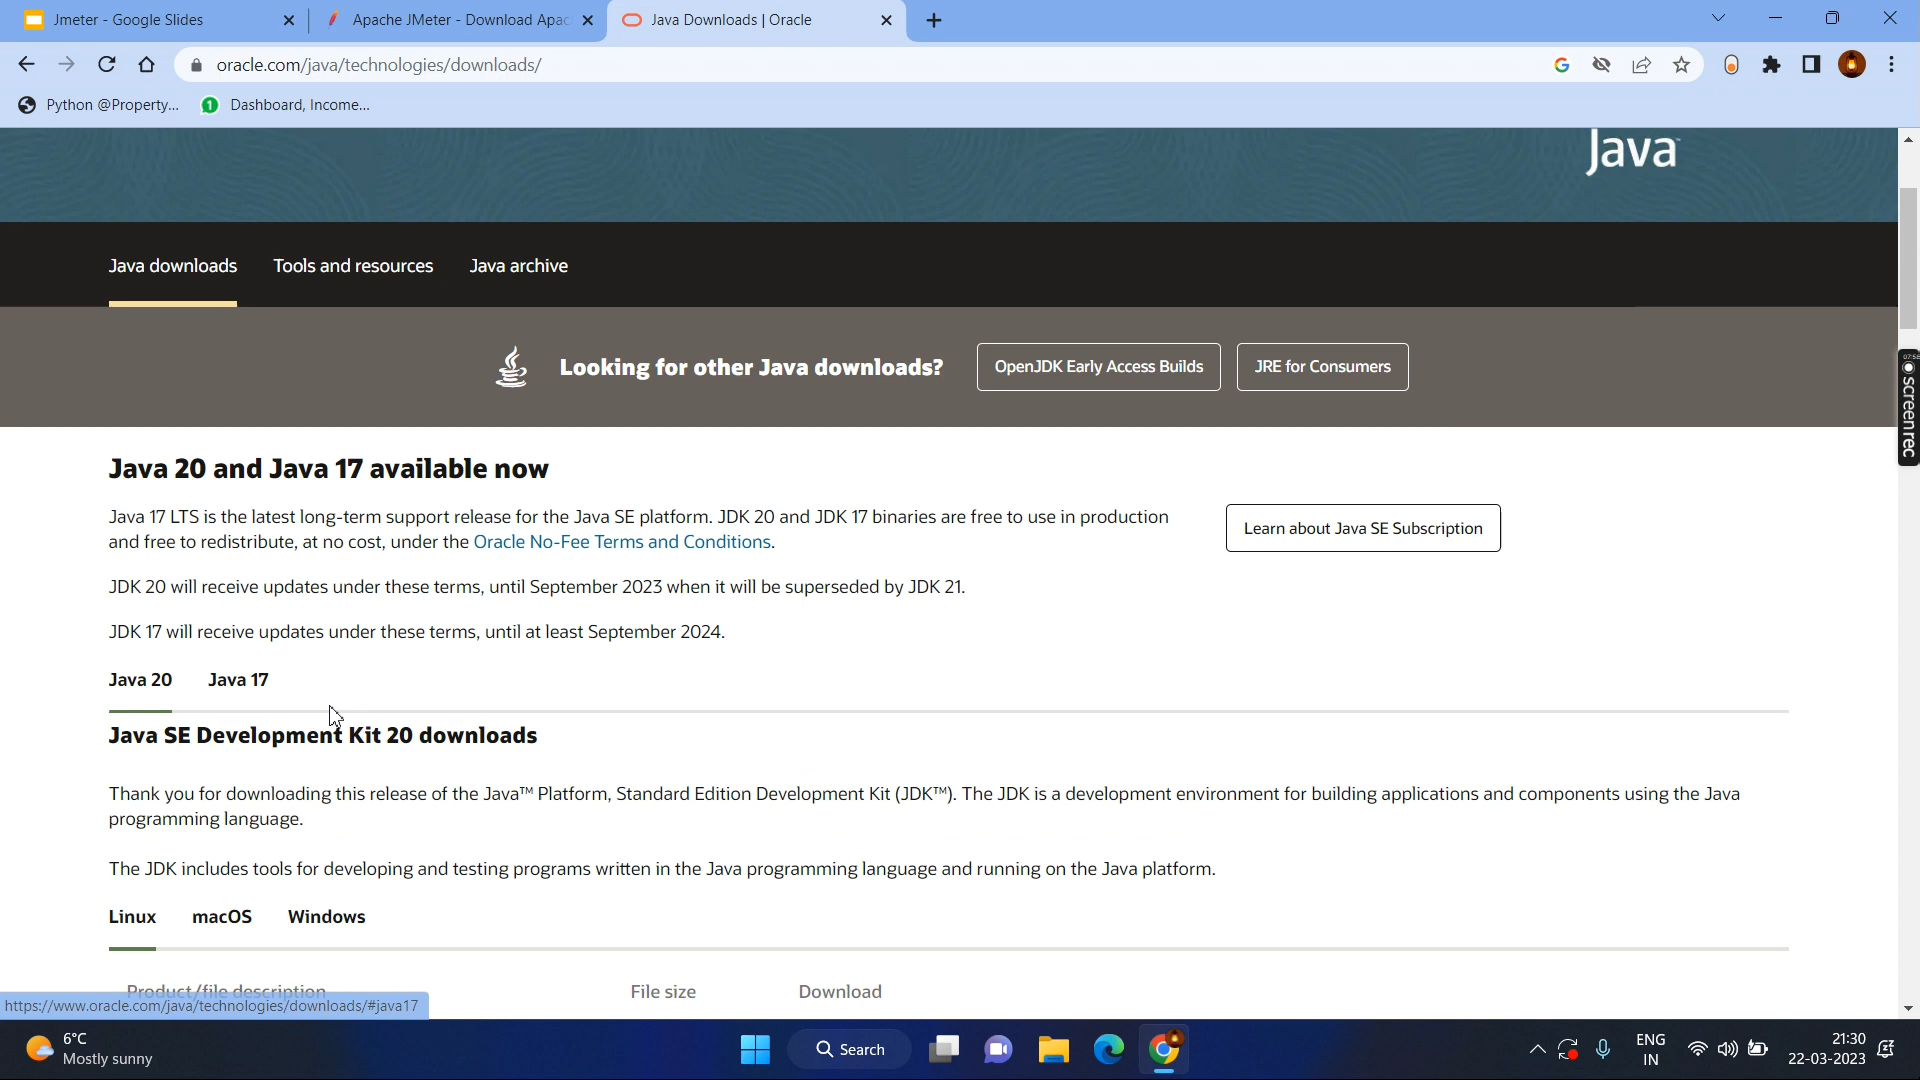 Jmeter - Google Slides
Apache JMeter - Download Apac
Java Downloads | Oracle
oracle.com/java/technologies/downloads/
Python @Property...
1
Dashboard, Income...
Java
Java downloads
Tools and resources
Java archive
Looking for other Java downloads?
OpenJDK Early Access Builds
JRE for Consumers
07:58
screenrec
Java 20 and Java 17 available now
Java 17 LTS is the latest long-term support release for the Java SE platform. JDK 20 and JDK 17 binaries are free to use in production
and free to redistribute, at no cost, under the Oracle No-Fee Terms and Conditions.
Learn about Java SE Subscription
JDK 20 will receive updates under these terms, until September 2023 when it will be superseded by JDK 21.
JDK 17 will receive updates under these terms, until at least September 2024.
Java 20
Java 17
Java SE Development Kit 20 downloads
Thank you for downloading this release of the Java™ Platform, Standard Edition Development Kit (JDK™). The JDK is a development environment for building applications and components using the Java
programming language.
The JDK includes tools for developing and testing programs written in the Java programming language and running on the Java platform.
Linux
macOS
Windows
Product/file description
File size
Download
https://www.oracle.com/java/technologies/downloads/#java17
6°C
Mostly sunny
Search
ENG
IN
21:30
22-03-2023